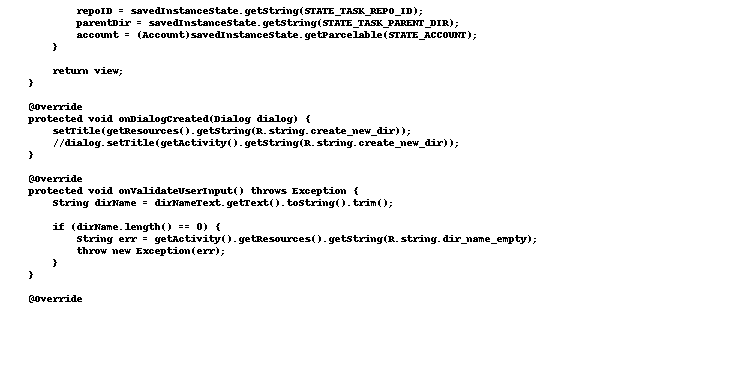 repoID = savedInstanceState.getString(STATE_TASK_REPO_ID);
parentDir = savedInstanceState.getString(STATE_TASK_PARENT_DIR);
account = (Account)savedInstanceState.getParcelable(STATE_ACCOUNT);
}
return view;
}
@Override
protected void onDialogCreated(Dialog dialog) {
setTitle(getResources().getString(R.string.create_new_dir));
//dialog.setTitle(getActivity().getString(R.string.create_new_dir));
}
@Override
protected void onValidateUserInput() throws Exception {
String dirName = dirNameText.getText().toString().trim();
if (dirName.length() == 0) {
String err = getActivity().getResources().getString(R.string.dir_name_empty);
throw new Exception(err);
}
}
@Override